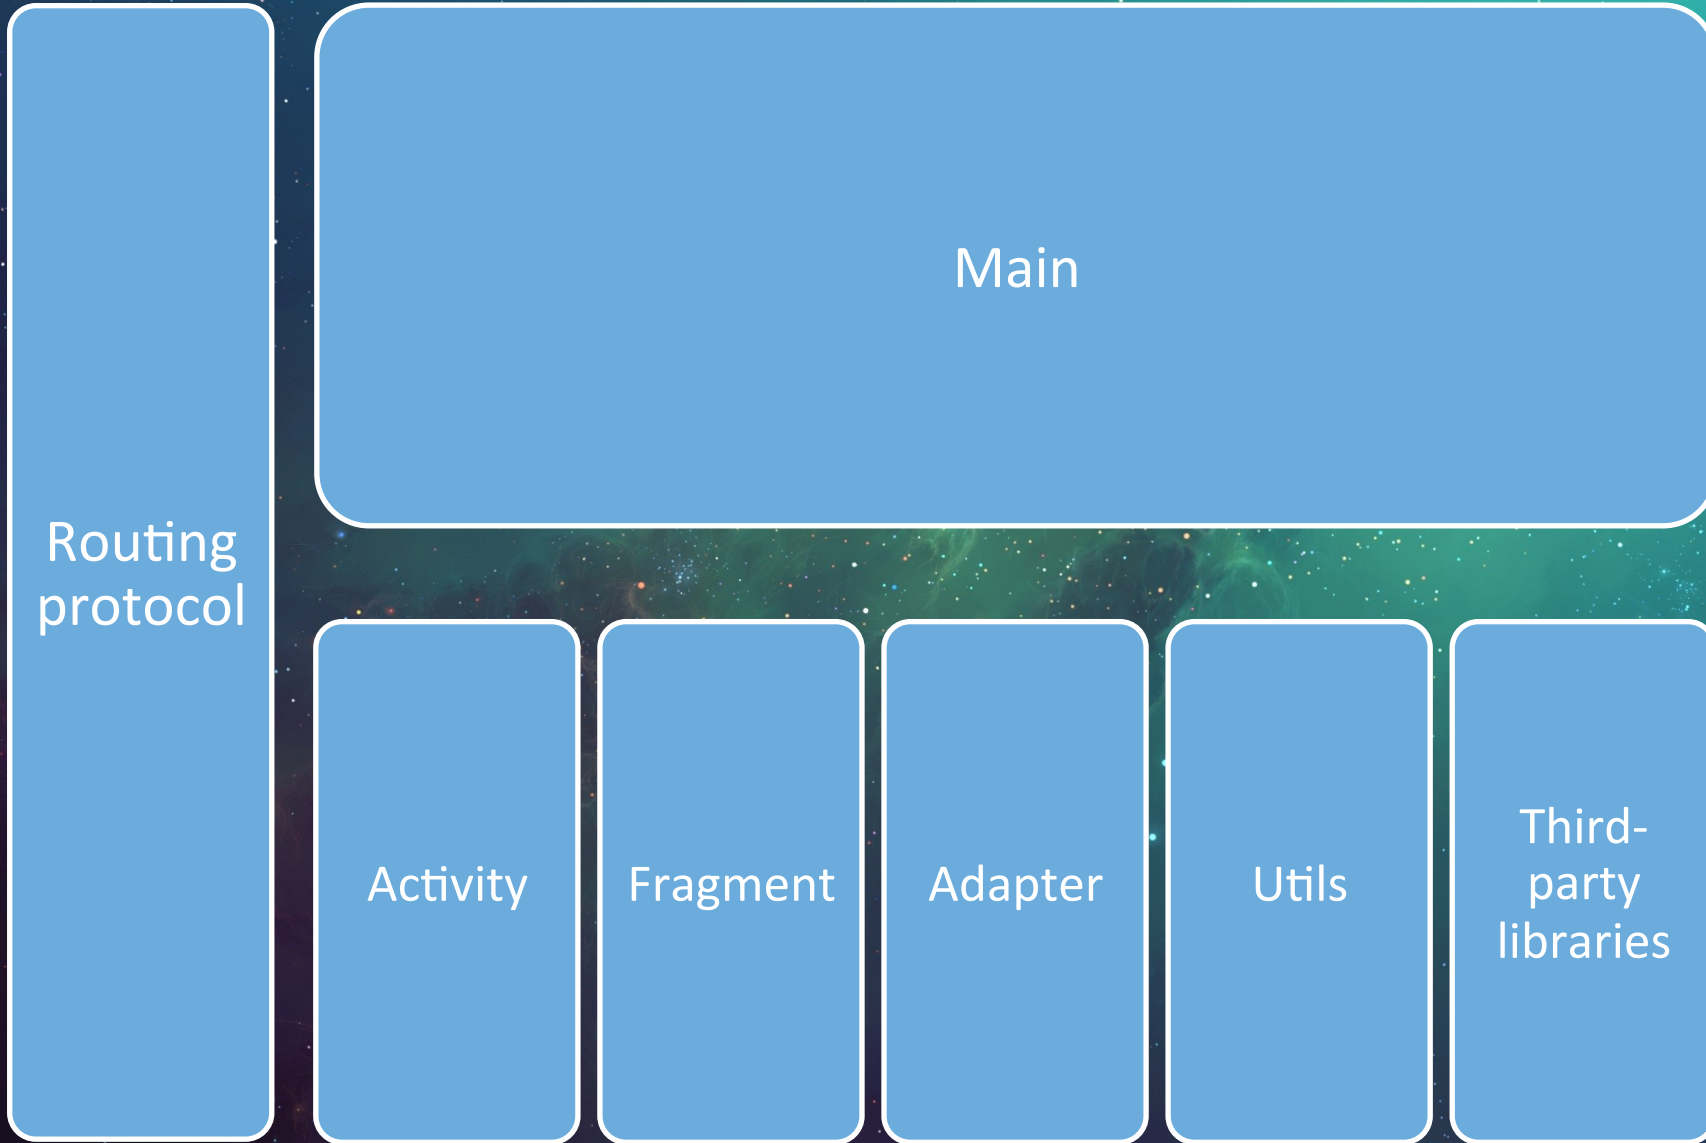 Routing
protocol
Main
Activity
Fragment
Adapter
Utils
Third-
party
libraries